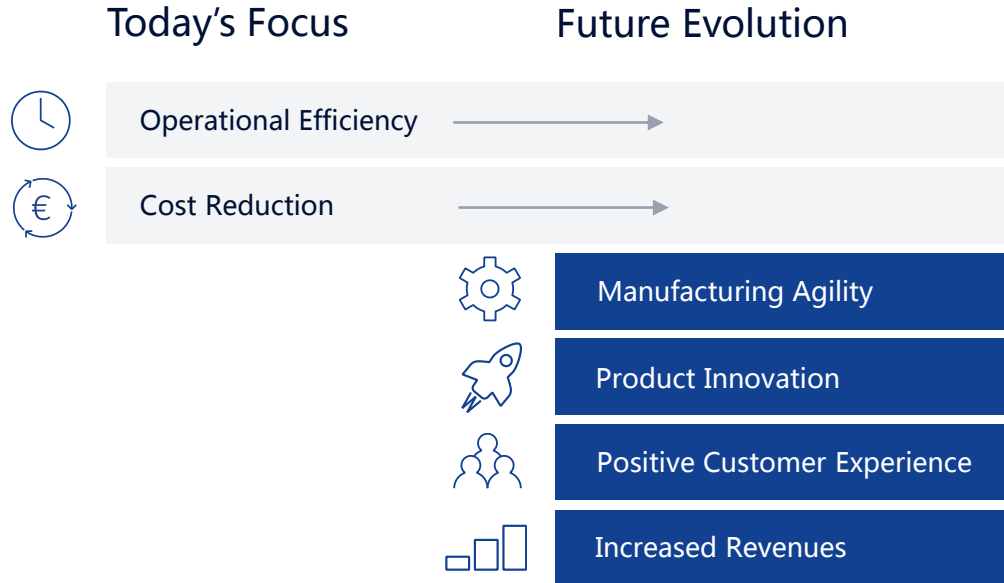 Today’s Focus
Future Evolution
Operational Efficiency
€
Cost Reduction
Manufacturing Agility
Product Innovation
Positive Customer Experience
Increased Revenues